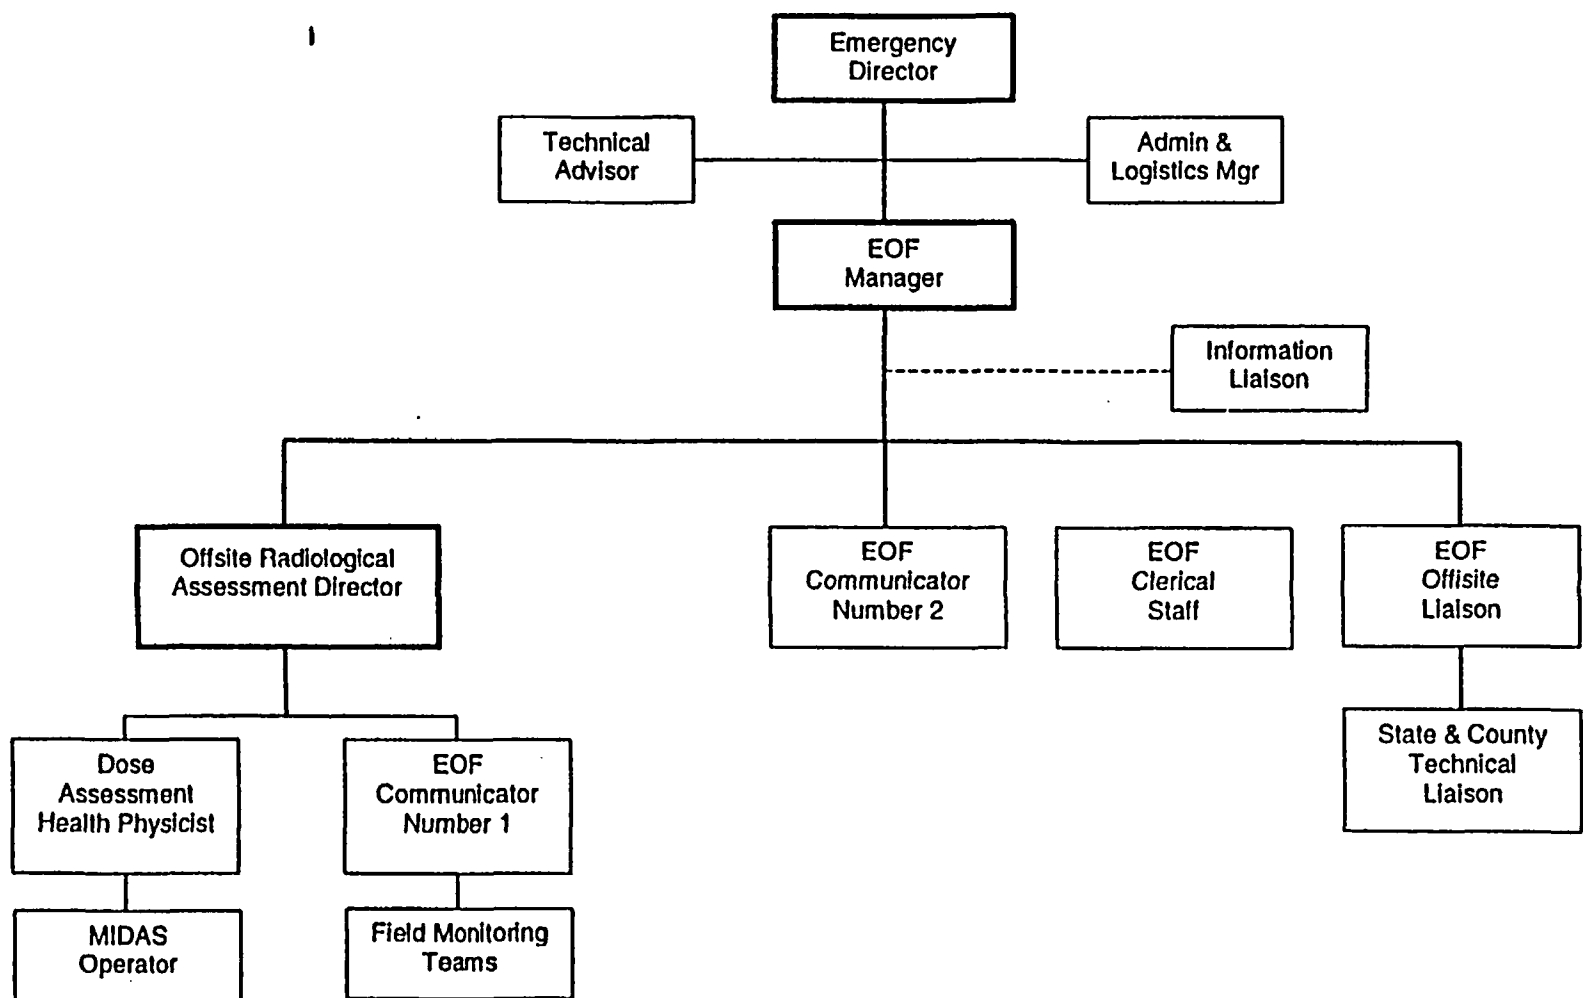 Emergency
Director
Technical
Advisor
Admin &
Logistics Mgr
EOF
Manager
Information
Liaison
Offsite Radiological
Assessment Director
EOF
Communicator
Number 2
EOF
Clerical
Staff
EOF
Offisite
Liaison
Dose
Assessment
Health Physicist
EOF
Communicator
Number 1
State & County
Technical
Liaison
MIDAS
Operator
Field Monitoring
Teams